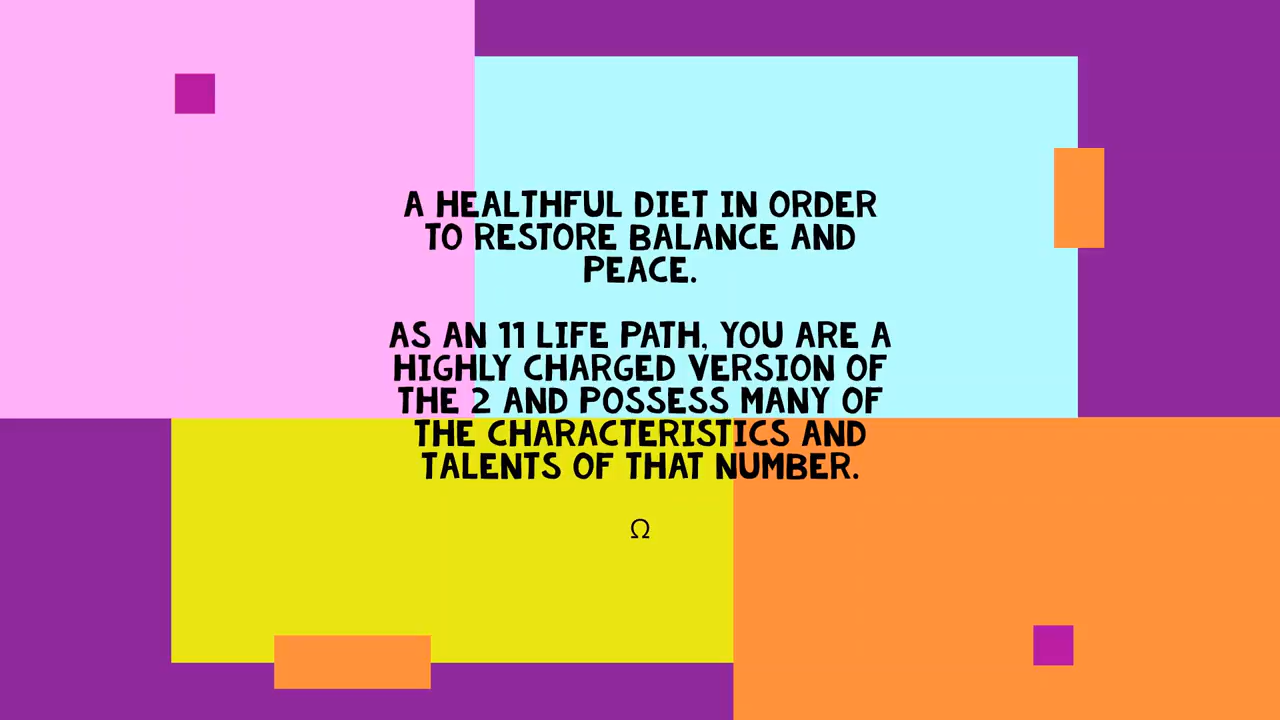 A HEALTHFUL DIET IN ORDER
TO RESTORE BALANCE AND
PEACE.
AS AN 11 LIFE PATH, YOU ARE A
HIGHLY CHARGED VERSION OF
THE 2 AND POSSESS MANY OF
THE CHARACTERISTICS AND
TALENTS OF THAT NUMBER.
Ω